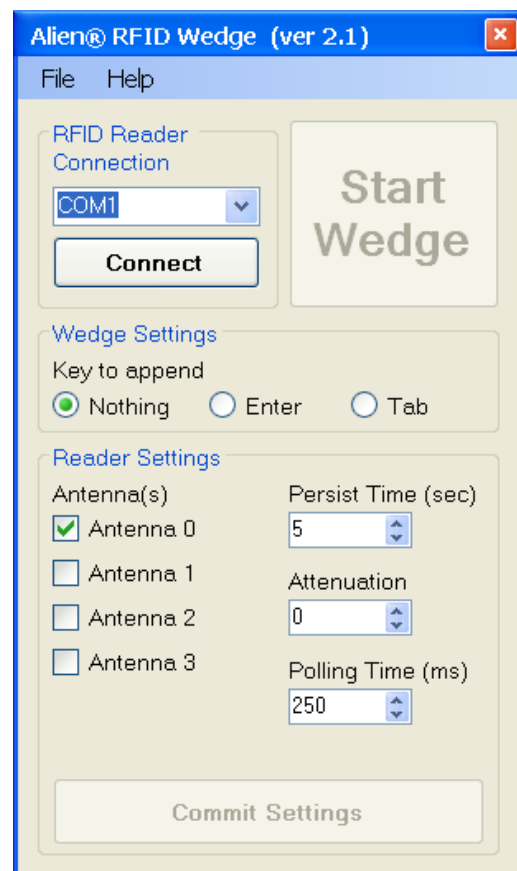 Alien® RFID Wedge (ver 2.1)
File Help
RFID Reader
Connection
COM1
Connect
Start
Wedge
Wedge Settings
Key to append
Nothing Enter Tab
Reader Settings
Antenna(s)
Antenna 0
Antenna 1
Antenna 2
Antenna 3
Persist Time (sec)
5
Attenuation
0
Polling Time (ms)
250
Commit Settings